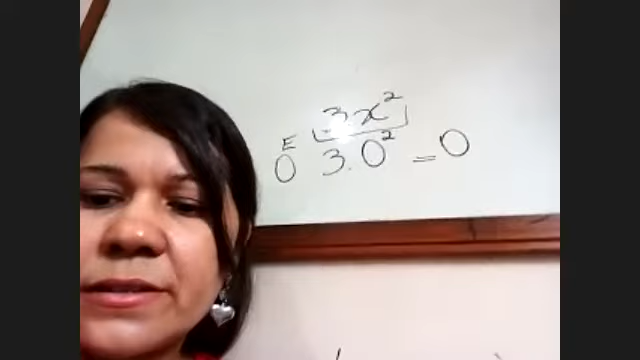 3x²
0 E 3.0² = 0